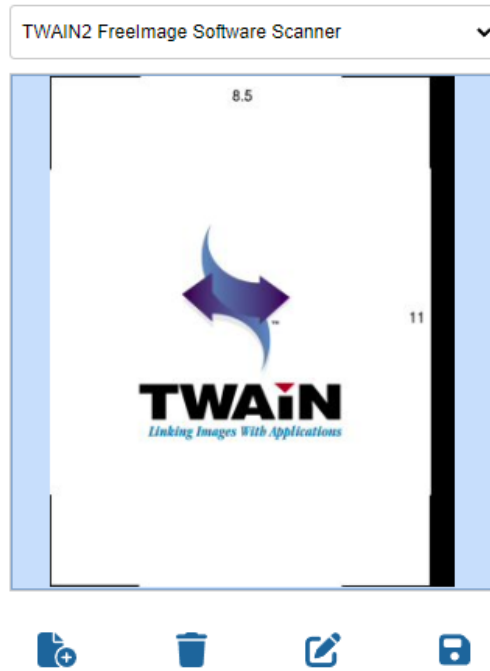 TWAIN2 FreeImage Software Scanner
8.5
11
™
TWAIN
Linking Images With Applications